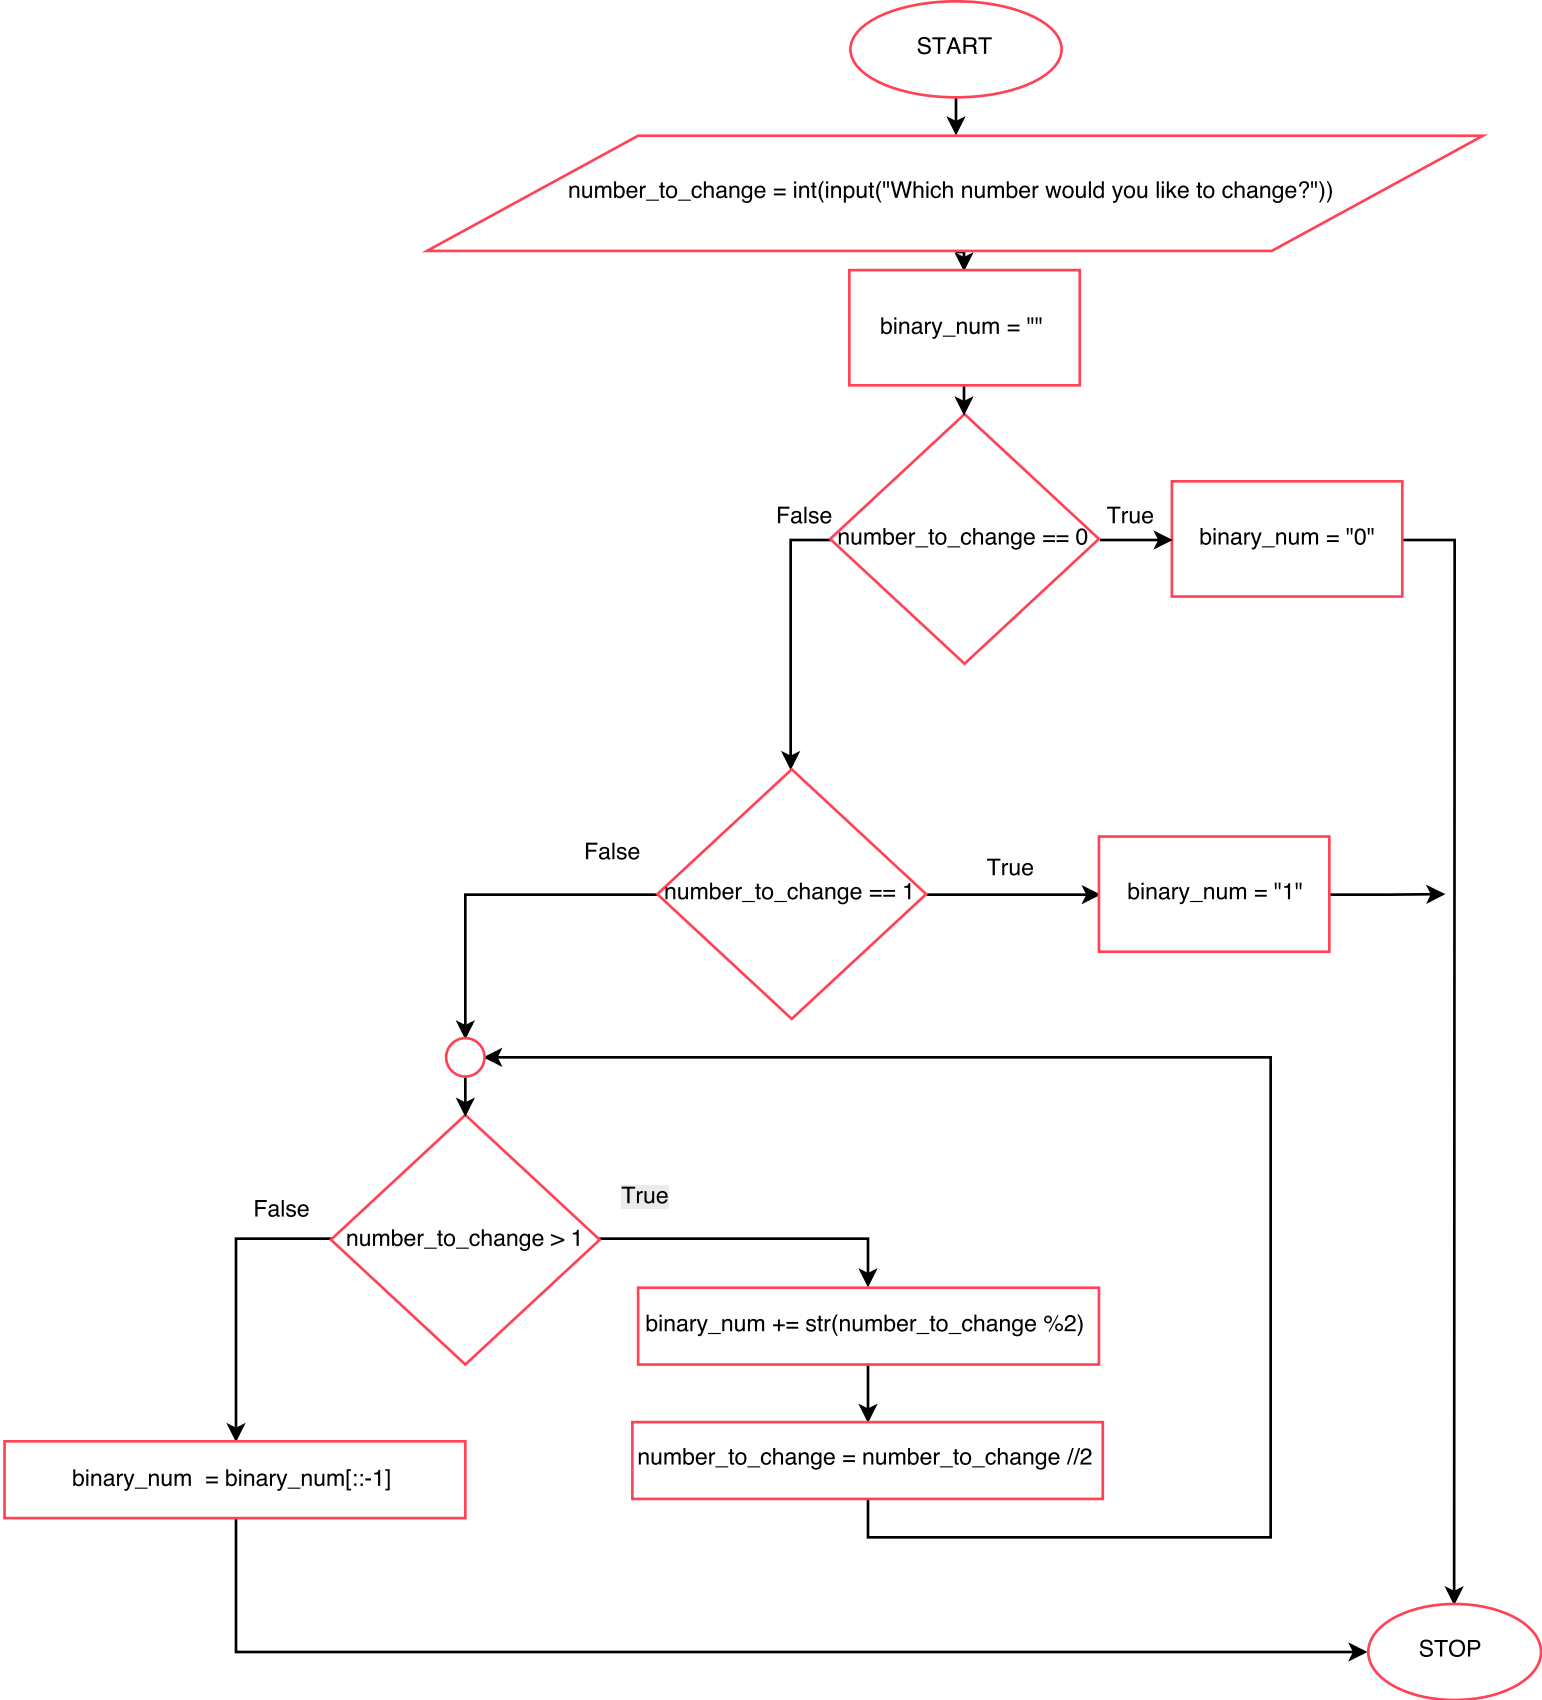 START
number_to_change = int(input("Which number would you like to change?"))
binary_num = ""
False
True
number_to_change == 0
binary_num = "0"
False
True
number_to_change == 1
binary_num = "1"
False
True
number_to_change > 1
binary_num += str(number_to_change %2)
number_to_change = number_to_change //2
binary_num  = binary_num[::-1]
STOP